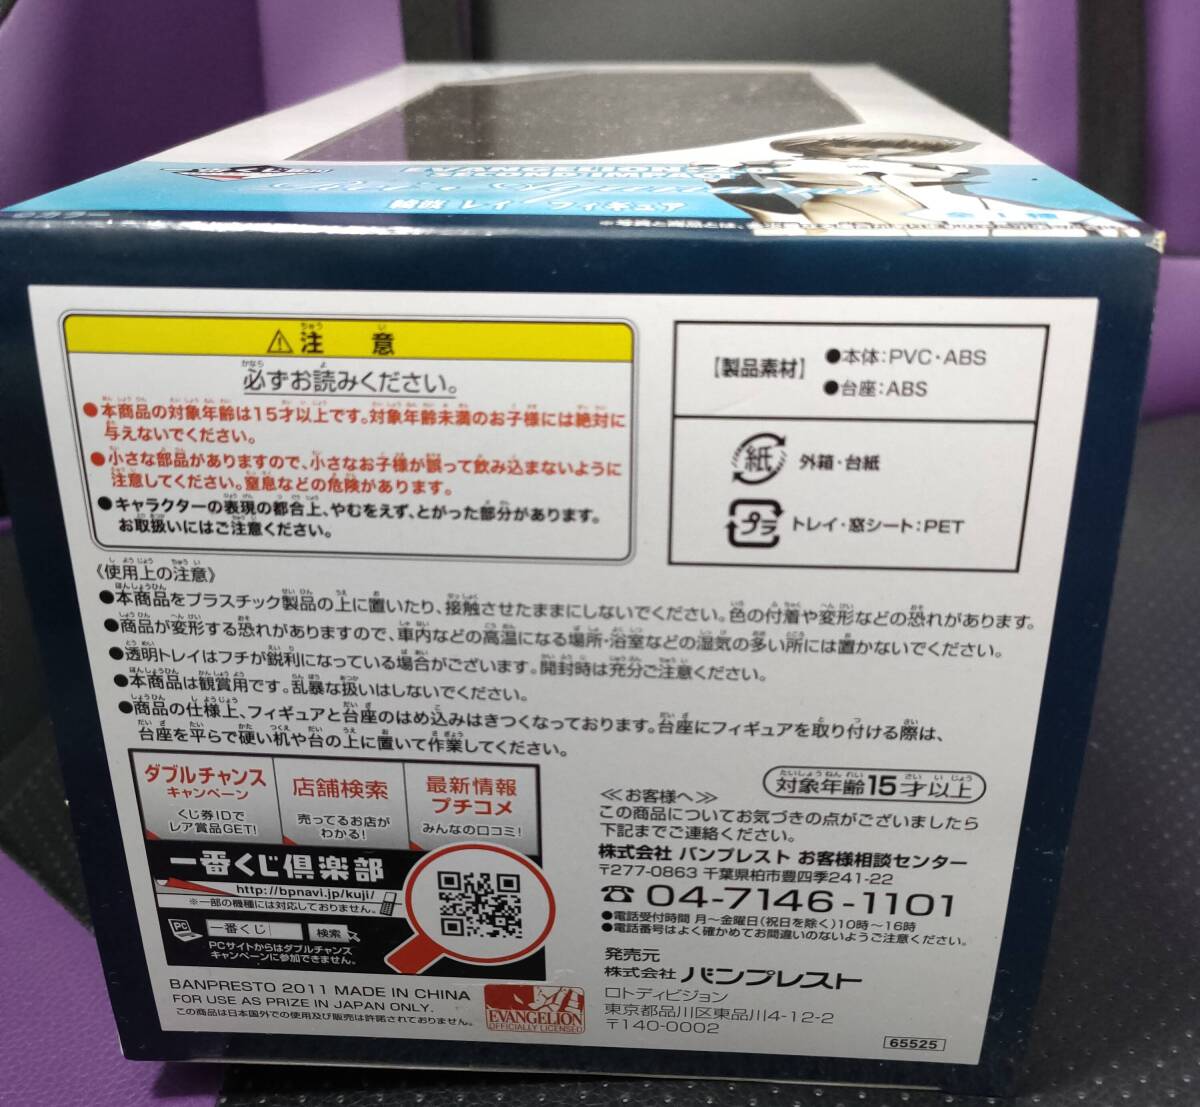 綾波 レイ フィギュア
全1種
⚠注 意
必ずお読みください。
●本商品の対象年齢は15才以上です。対象年齢未満のお子様には絶対に
与えないでください。
●小さな部品がありますので、小さなお子様が誤って飲み込まないように
注意してください。窒息などの危険があります。
●キャラクターの表現の都合上、やむをえず、とがった部分があります。
お取扱いにはご注意ください。
【製品素材】
●本体:PVC・ABS
●台座:ABS
紙 外箱・台紙
プラ トレイ・窓シート:PET
《使用上の注意》
●本商品をプラスチック製品の上に置いたり、接触させたままにしないでください。色の付着や変形などの恐れがあります。
●商品が変形する恐れがありますので、車内などの高温になる場所・浴室などの湿気の多い所には置かないでください。
●透明トレイはフチが鋭利になっている場合がございます。開封時は充分ご注意ください。
●本商品は観賞用です。乱暴な扱いはしないでください。
●商品の仕様上、フィギュアと台座のはめ込みはきつくなっております。台座にフィギュアを取り付ける際は、
台座を平らで硬い机や台の上に置いて作業してください。
ダブルチャンス
キャンペーン
くじ券IDで
レア賞品GET!
店舗検索
売ってるお店が
わかる!
最新情報
プチコメ
みんなの口コミ!
一番くじ倶楽部
http://bpnavi.jp/kuji/
※一部の機種には対応しておりません。
PC 一番くじ 検索
PCサイトからはダブルチャンス
キャンペーンに参加できません。
対象年齢15才以上
≪お客様へ≫
この商品についてお気づきの点がございましたら
下記までご連絡ください。
株式会社 バンプレスト お客様相談センター
〒277-0863 千葉県柏市豊四季241-22
☎04-7146-1101
●電話受付時間 月~金曜日(祝日を除く)10時~16時
●電話番号はよく確かめてお間違いのないようご注意ください。
発売元
株式会社 バンプレスト
ロトディビジョン
東京都品川区東品川4-12-2
〒140-0002
BANPRESTO 2011 MADE IN CHINA
FOR USE AS PRIZE IN JAPAN ONLY.
この商品は日本国外での使用及び販売は許諾されておりません。
EVANGELION
OFFICIALLY LICENSED
65525